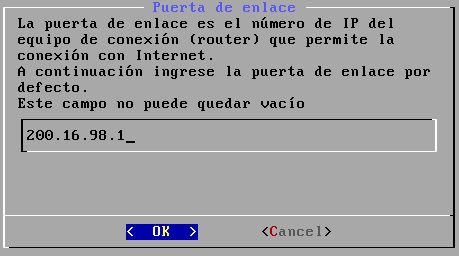 Puerta de enlace
La puerta de enlace es el número de IP del
equipo de conexión (router) que permite la
conexión con Internet.
A continuación ingrese la puerta de enlace por
defecto.
Este campo no puede quedar vacío
200.16.98.1_
< OK > <Cancel>